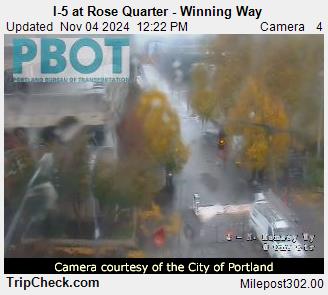 I-5 at Rose Quarter - Winning Way
Updated Nov 04 2024 12:22 PM Camera 4
PBOT
PORTLAND BUREAU OF TRANSPORTATION
Camera courtesy of the City of Portland
TripCheck.com Milepost302.00